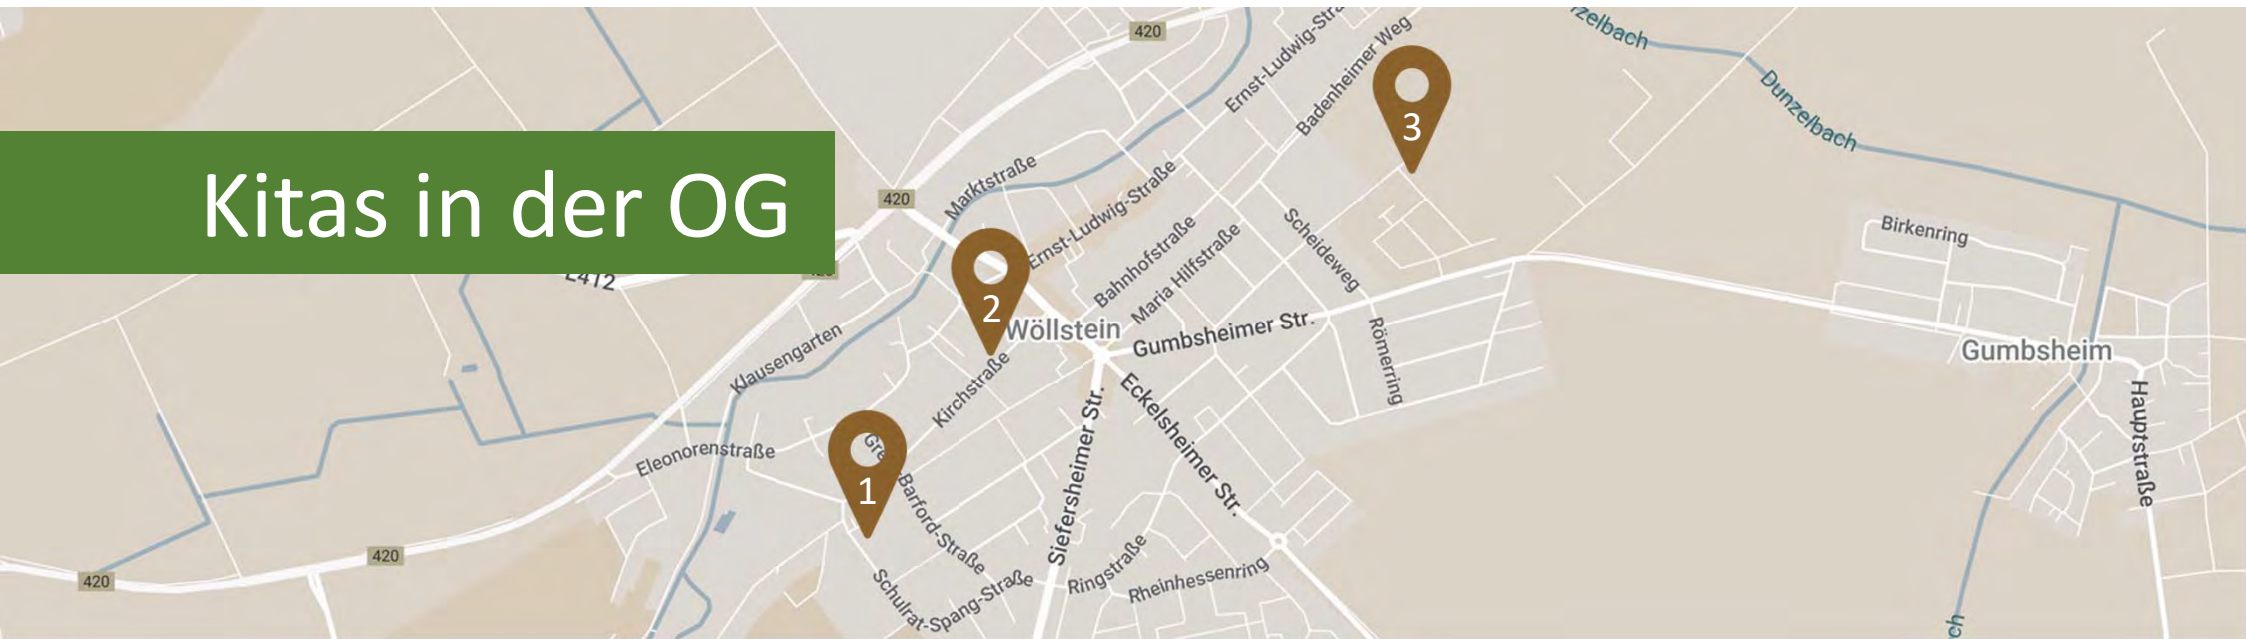 420
Ernst-Ludwig-Stra
Badenheimer Weg
zelbach
Dunzelbach
3
Kitas in der OG
420
Marktstraße
Ernst-Ludwig-Straße
Bahnhofstraße
Maria Hilfstraße
Scheideweg
Birkenring
L412
2
Wöllstein
Gumbsheimer Str.
Gumbsheim
Klausengarten
Kirchstraße
Römerring
Eckelsheimer Str.
Hauptstraße
Eleonorenstraße
1
Barford-Straße
Siefersheimer Str.
420
420
Schulrat-Spang-Straße
Ringstraße
Rheinhessenring
ch